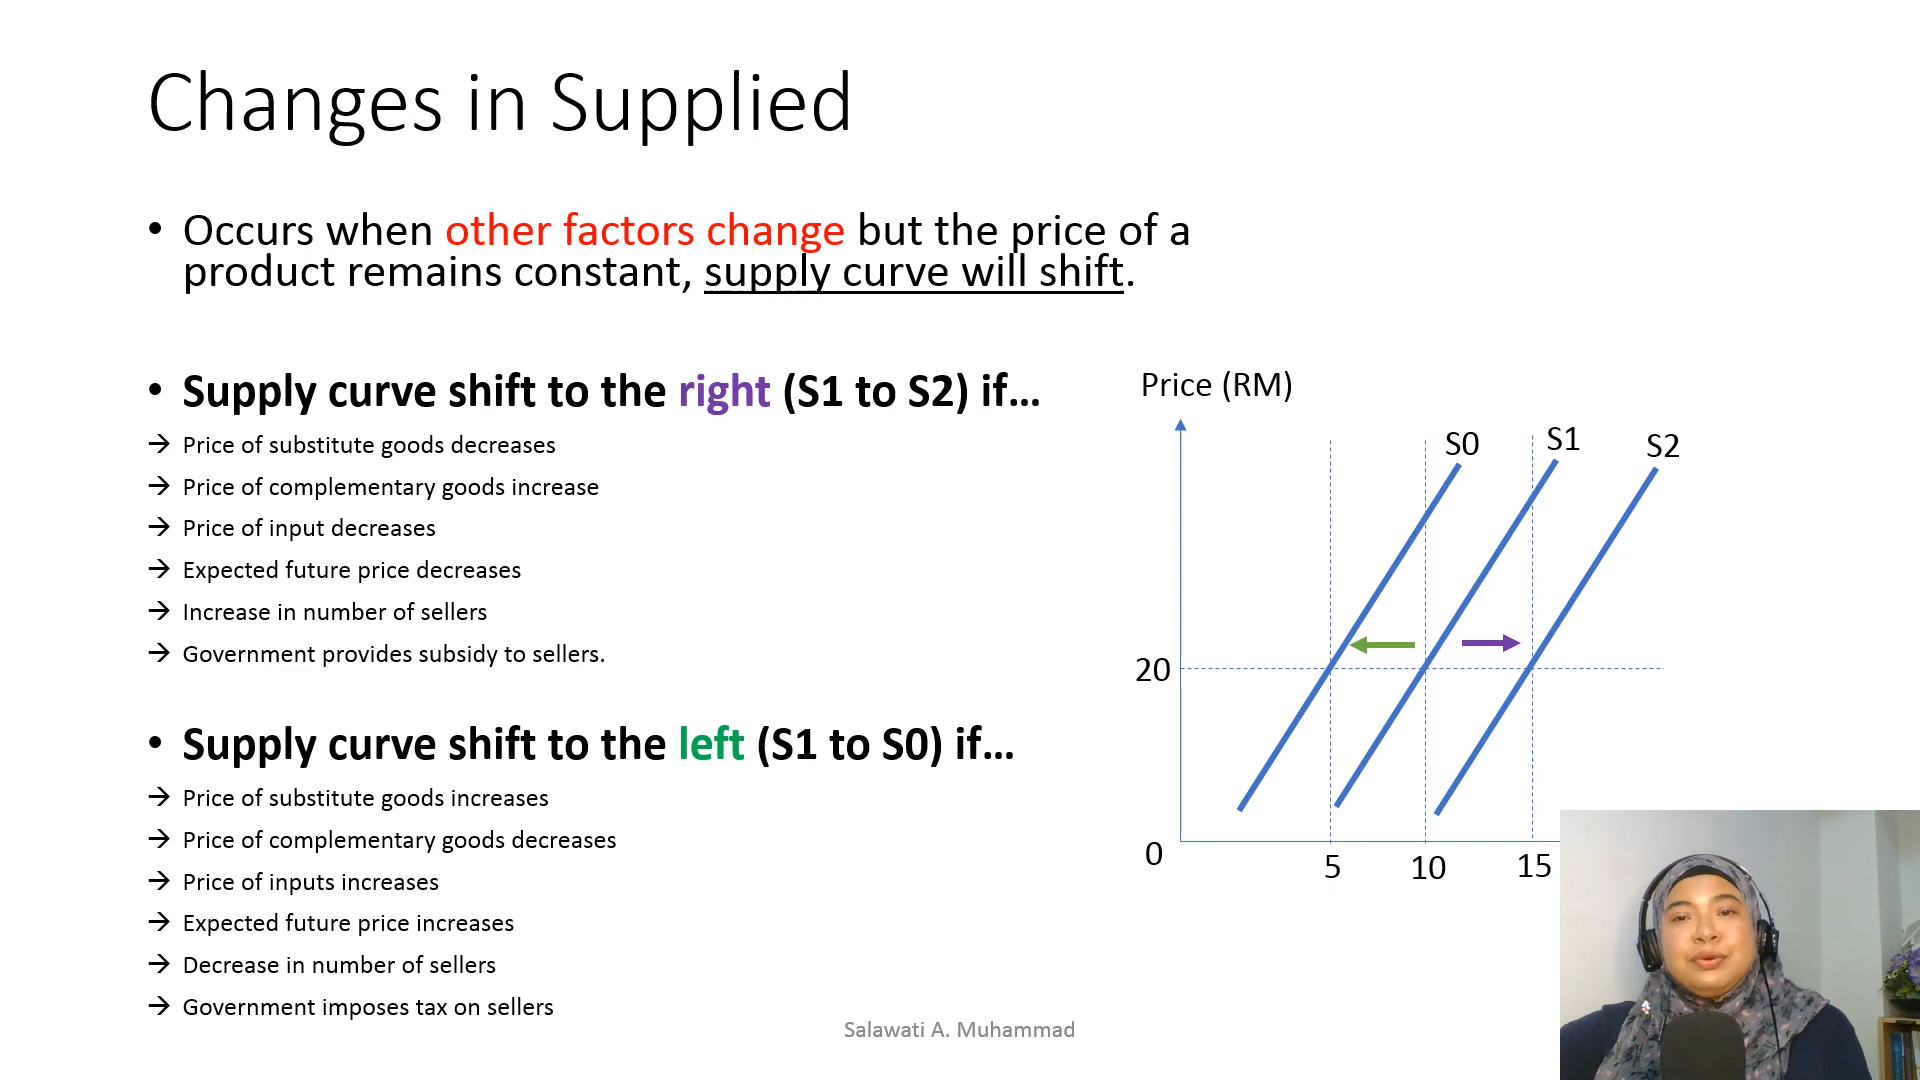 Changes in Supplied
• Occurs when other factors change but the price of a
product remains constant, supply curve will shift.
• Supply curve shift to the right (S1 to S2) if...
→ Price of substitute goods decreases
→ Price of complementary goods increase
→ Price of input decreases
→ Expected future price decreases
→ Increase in number of sellers
→ Government provides subsidy to sellers.
• Supply curve shift to the left (S1 to S0) if...
→ Price of substitute goods increases
→ Price of complementary goods decreases
→ Price of inputs increases
→ Expected future price increases
→ Decrease in number of sellers
→ Government imposes tax on sellers
Price (RM)
S0 S1 S2
20
0
5 10 15
Salawati A. Muhammad